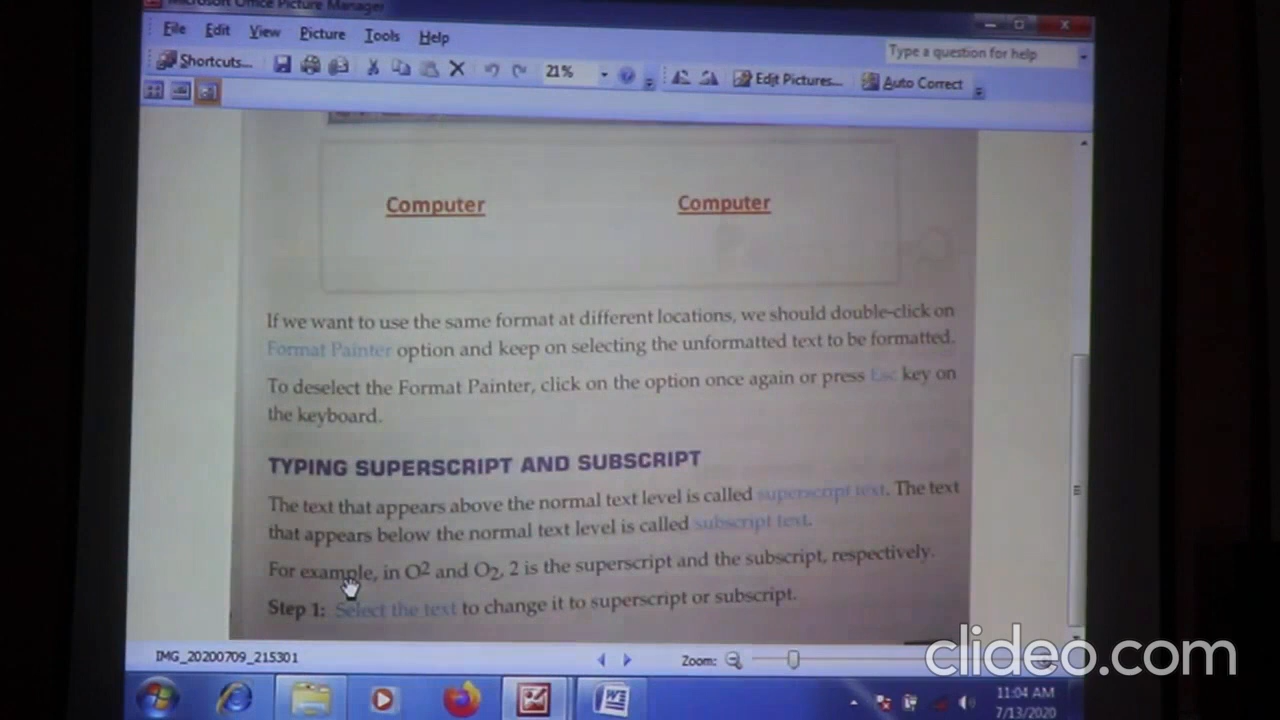 Microsoft Office Picture Manager
File Edit View Picture Tools Help
Type a question for help
Shortcuts...
21%
Edit Pictures...
Auto Correct
Computer Computer
If we want to use the same format at different locations, we should double-click on
Format Painter option and keep on selecting the unformatted text to be formatted.
To deselect the Format Painter, click on the option once again or press Esc key on
the keyboard.
TYPING SUPERSCRIPT AND SUBSCRIPT
The text that appears above the normal text level is called superscript text. The text
that appears below the normal text level is called subscript text.
For example, in O² and O₂, 2 is the superscript and the subscript, respectively.
Step 1: Select the text to change it to superscript or subscript.
IMG_20200709_215301
Zoom:
clideo.com
11:04 AM
7/13/2020